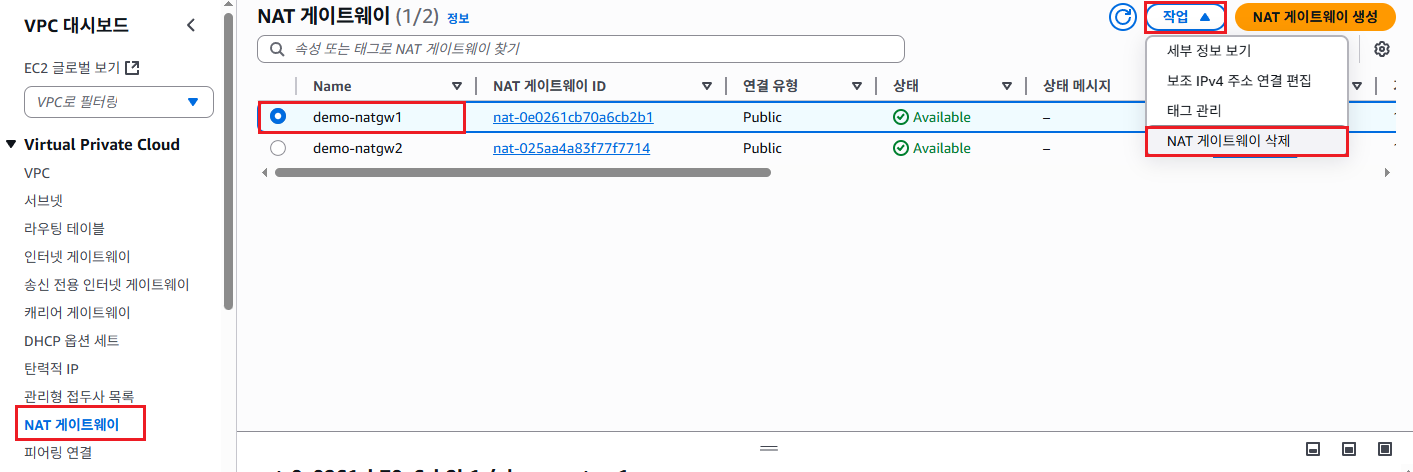 VPC 대시보드
EC2 글로벌 보기
VPC로 필터링
Virtual Private Cloud
VPC
서브넷
라우팅 테이블
인터넷 게이트웨이
송신 전용 인터넷 게이트웨이
캐리어 게이트웨이
DHCP 옵션 세트
탄력적 IP
관리형 접두사 목록
NAT 게이트웨이
피어링 연결
NAT 게이트웨이 (1/2) 정보
작업
NAT 게이트웨이 생성
속성 또는 태그로 NAT 게이트웨이 찾기
세부 정보 보기
보조 IPv4 주소 연결 편집
태그 관리
NAT 게이트웨이 삭제
Name NAT 게이트웨이 ID 연결 유형 상태 상태 메시지
demo-natgw1 nat-0e0261cb70a6cb2b1 Public Available –
demo-natgw2 nat-025aa4a83f77f7714 Public Available –